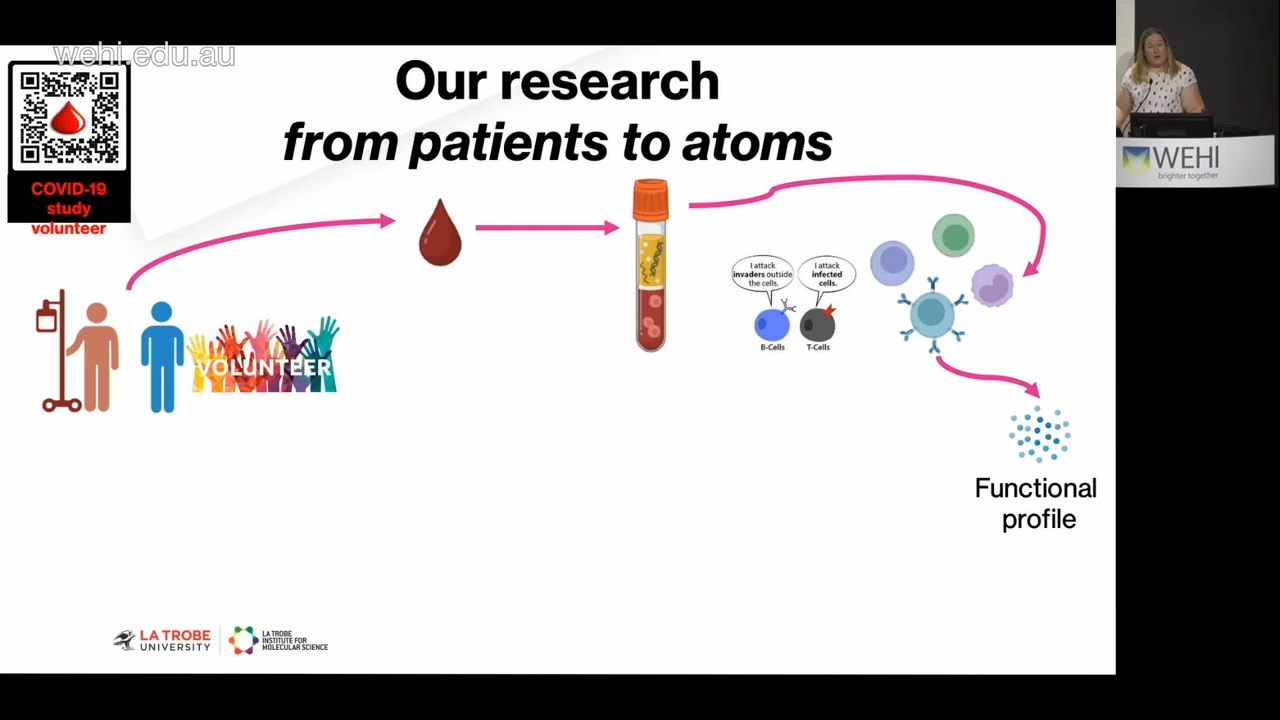 wehi.edu.au
Our research
from patients to atoms
COVID-19
study
volunteer
I attack
invaders outside
the cells.
I attack
infected
cells.
B-Cells
T-Cells
VOLUNTEER
Functional
profile
LA TROBE
UNIVERSITY
LA TROBE
INSTITUTE FOR
MOLECULAR SCIENCE
WEHI
brighter together